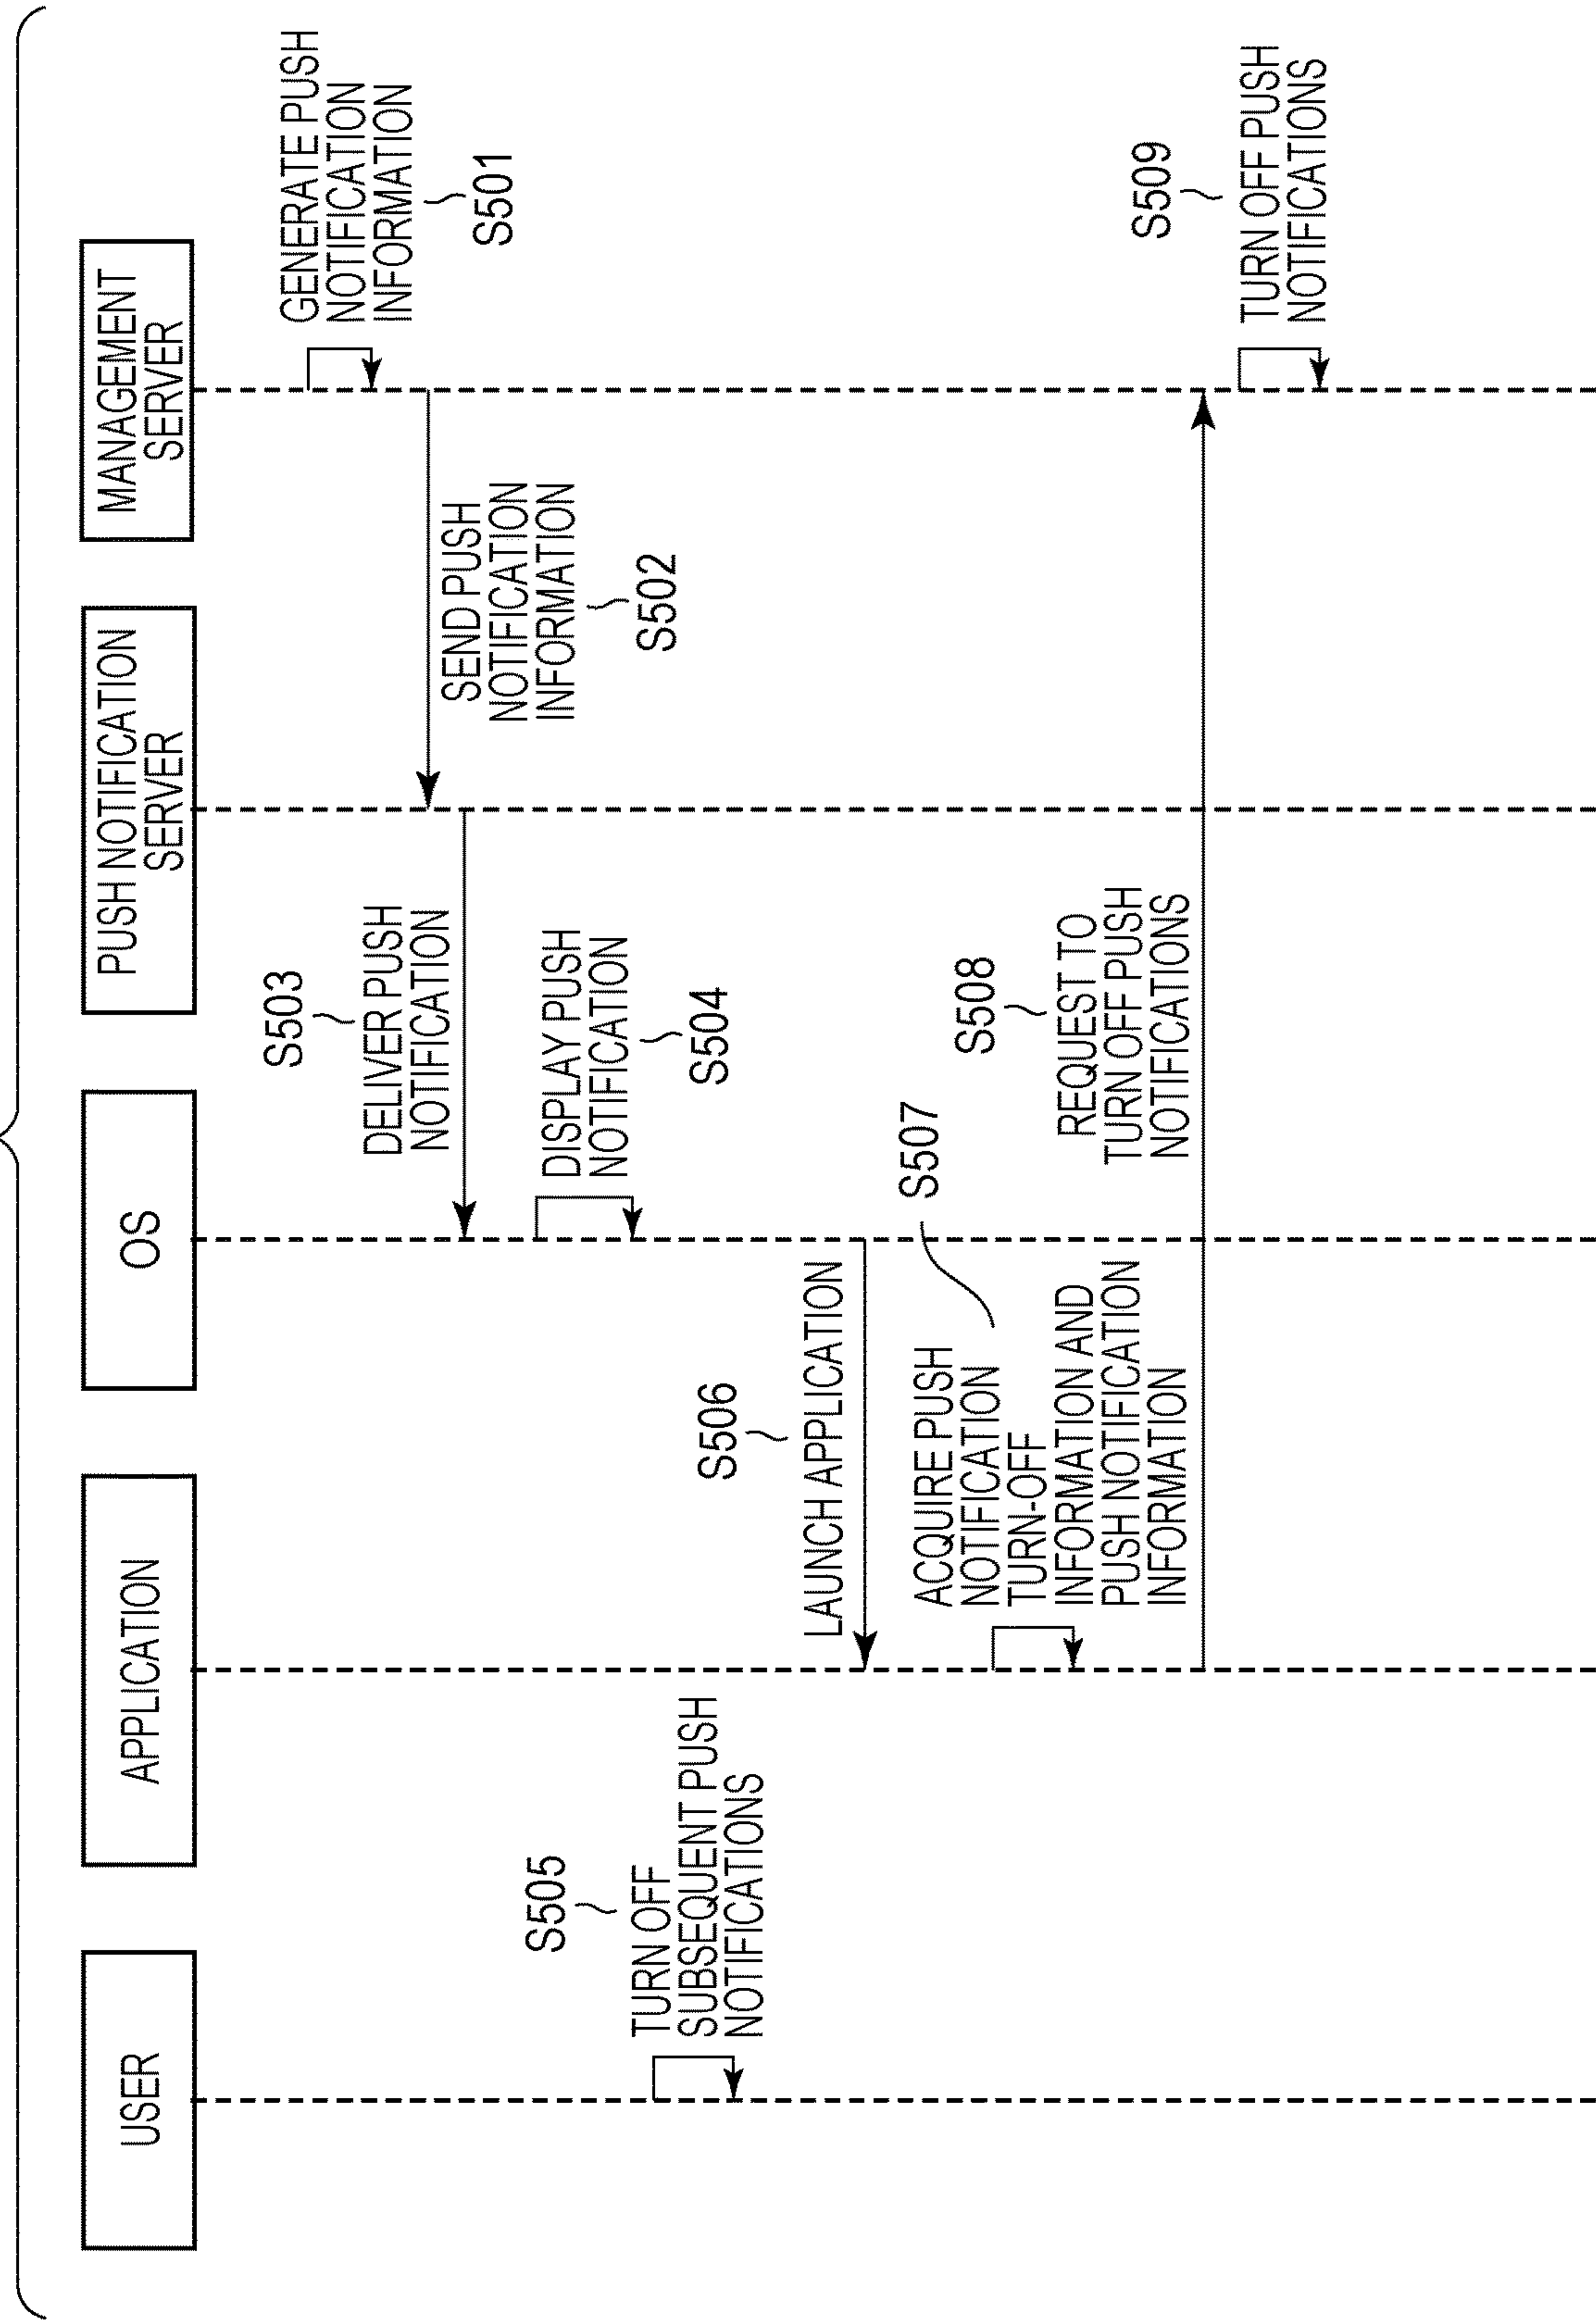 USER
APPLICATION
OS
PUSH NOTIFICATION
SERVER
MANAGEMENT
SERVER
GENERATE PUSH
NOTIFICATION
INFORMATION
S501
SEND PUSH
NOTIFICATION
INFORMATION
S502
S503
DELIVER PUSH
NOTIFICATION
DISPLAY PUSH
NOTIFICATION
S504
S505
TURN OFF
SUBSEQUENT PUSH
NOTIFICATIONS
S506
LAUNCH APPLICATION
S507
ACQUIRE PUSH
NOTIFICATION
TURN-OFF
INFORMATION AND
PUSH NOTIFICATION
INFORMATION
S508
REQUEST TO
TURN OFF PUSH
NOTIFICATIONS
S509
TURN OFF PUSH
NOTIFICATIONS